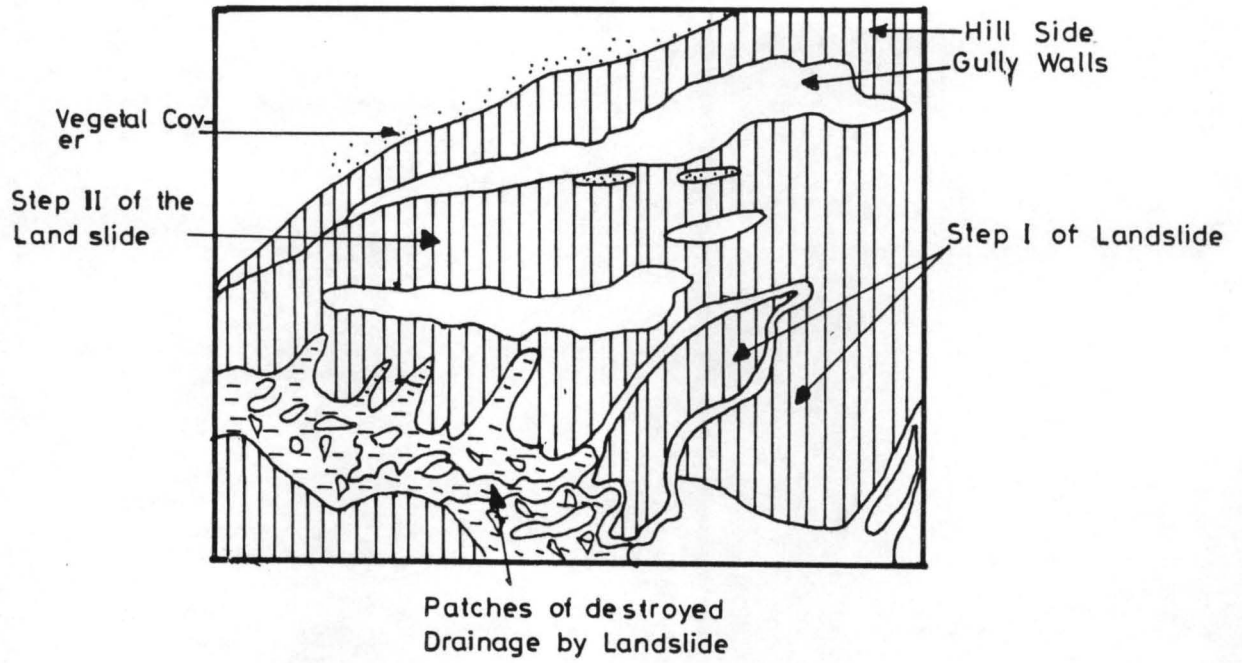 Hill Side
Gully Walls
Vegetal Cov-
er
Step II of the
Land slide
Step I of Landslide
Patches of destroyed
Drainage by Landslide